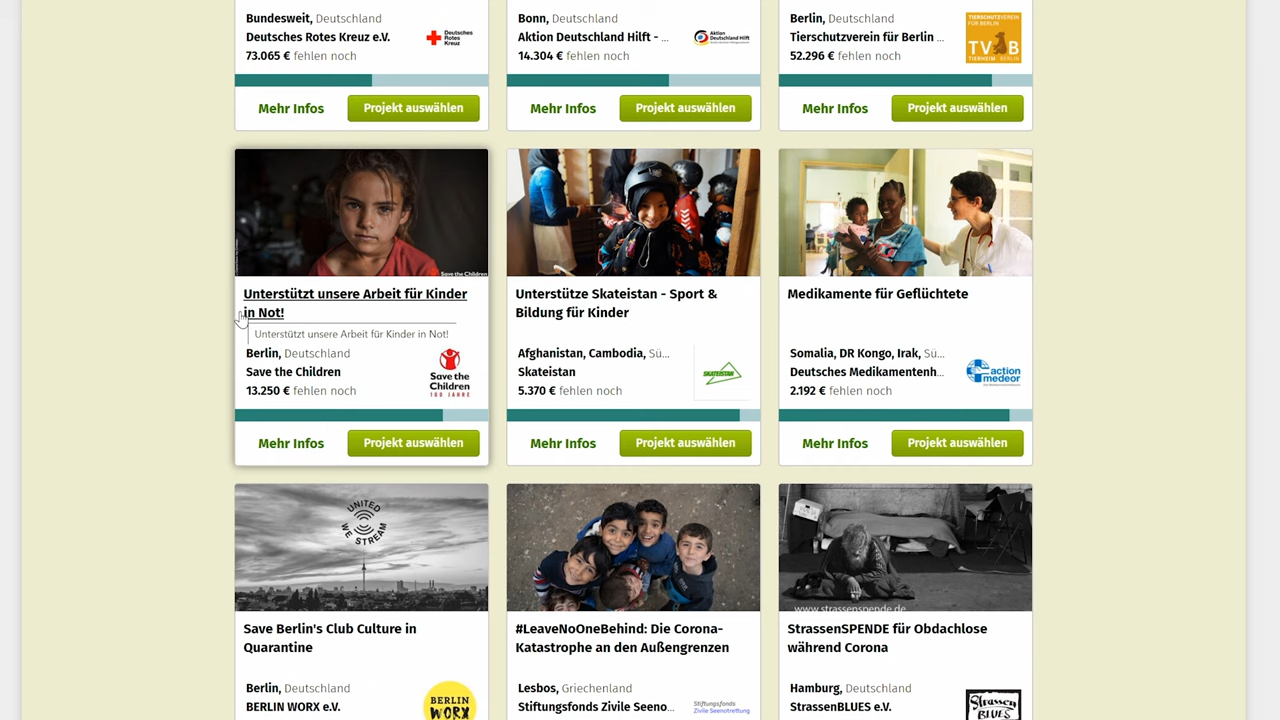 Bundesweit, Deutschland
Deutsches Rotes Kreuz e.V.
73.065 € fehlen noch
Deutsches
Rotes
Kreuz
Mehr Infos
Projekt auswählen
Bonn, Deutschland
Aktion Deutschland Hilft - ...
14.304 € fehlen noch
Aktion
Deutschland Hilft
Mehr Infos
Projekt auswählen
Berlin, Deutschland
Tierschutzverein für Berlin ...
52.296 € fehlen noch
TIERSCHUTZVEREIN
FÜR BERLIN
TVB
TIERHEIM BERLIN
Mehr Infos
Projekt auswählen
Save the Children
Unterstützt unsere Arbeit für Kinder
in Not!
Unterstützt unsere Arbeit für Kinder in Not!
Berlin, Deutschland
Save the Children
13.250 € fehlen noch
Save the
Children
100 JAHRE
Mehr Infos
Projekt auswählen
Unterstütze Skateistan - Sport &
Bildung für Kinder
Afghanistan, Cambodia, Sü...
Skateistan
5.370 € fehlen noch
SKATEISTAN
Mehr Infos
Projekt auswählen
Medikamente für Geflüchtete
Somalia, DR Kongo, Irak, Sü...
Deutsches Medikamentenh...
2.192 € fehlen noch
action
medeor
Mehr Infos
Projekt auswählen
UNITED
WE STREAM
Save Berlin's Club Culture in
Quarantine
Berlin, Deutschland
BERLIN WORX e.V.
BERLIN
WORX
#LeaveNoOneBehind: Die Corona-
Katastrophe an den Außengrenzen
Lesbos, Griechenland
Stiftungsfonds Zivile Seeno...
Stiftungsfonds
Zivile Seenotrettung
www.strassenspende.de
StrassenSPENDE für Obdachlose
während Corona
Hamburg, Deutschland
StrassenBLUES e.V.
Strassen
BLUES